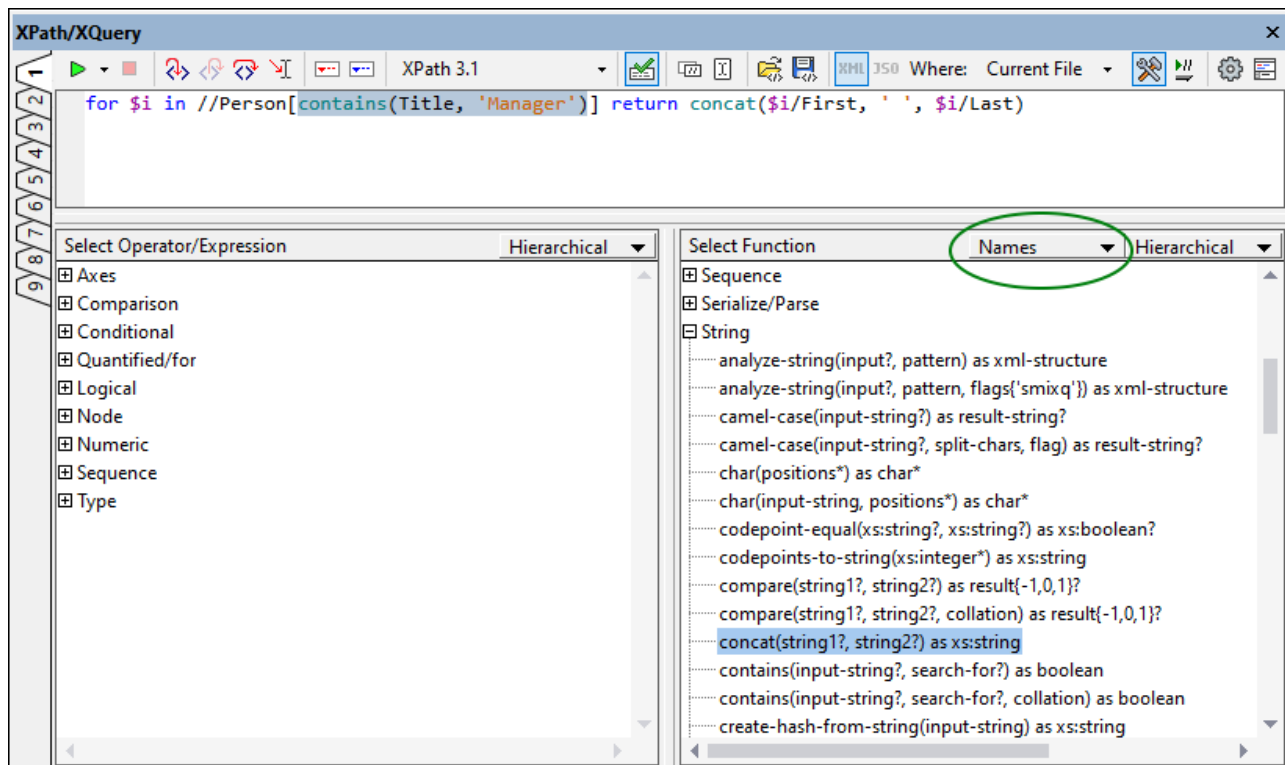 XPath/XQuery
XPath 3.1
XML JSO Where: Current File
1
2
3
4
5
6
7
8
9
for $i in //Person[contains(Title, 'Manager')] return concat($i/First, ' ', $i/Last)
Select Operator/Expression Hierarchical
Axes
Comparison
Conditional
Quantified/for
Logical
Node
Numeric
Sequence
Type
Select Function Names Hierarchical
Sequence
Serialize/Parse
String
analyze-string(input?, pattern) as xml-structure
analyze-string(input?, pattern, flags{'smixq'}) as xml-structure
camel-case(input-string?) as result-string?
camel-case(input-string?, split-chars, flag) as result-string?
char(positions*) as char*
char(input-string, positions*) as char*
codepoint-equal(xs:string?, xs:string?) as xs:boolean?
codepoints-to-string(xs:integer*) as xs:string
compare(string1?, string2?) as result{-1,0,1}?
compare(string1?, string2?, collation) as result{-1,0,1}?
concat(string1?, string2?) as xs:string
contains(input-string?, search-for?) as boolean
contains(input-string?, search-for?, collation) as boolean
create-hash-from-string(input-string) as xs:string